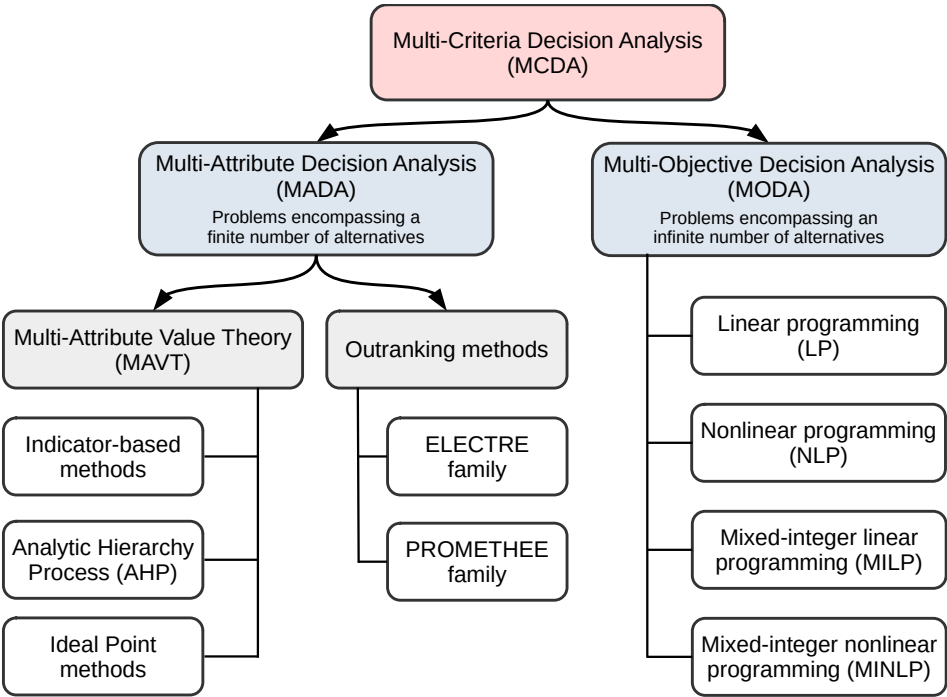 Multi-Criteria Decision Analysis
(MCDA)
Multi-Attribute Decision Analysis
(MADA)
Problems encompassing a
finite number of alternatives
Multi-Objective Decision Analysis
(MODA)
Problems encompassing an
infinite number of alternatives
Multi-Attribute Value Theory
(MAVT)
Outranking methods
Indicator-based
methods
Analytic Hierarchy
Process (AHP)
Ideal Point
methods
ELECTRE
family
PROMETHEE
family
Linear programming
(LP)
Nonlinear programming
(NLP)
Mixed-integer linear
programming (MILP)
Mixed-integer nonlinear
programming (MINLP)